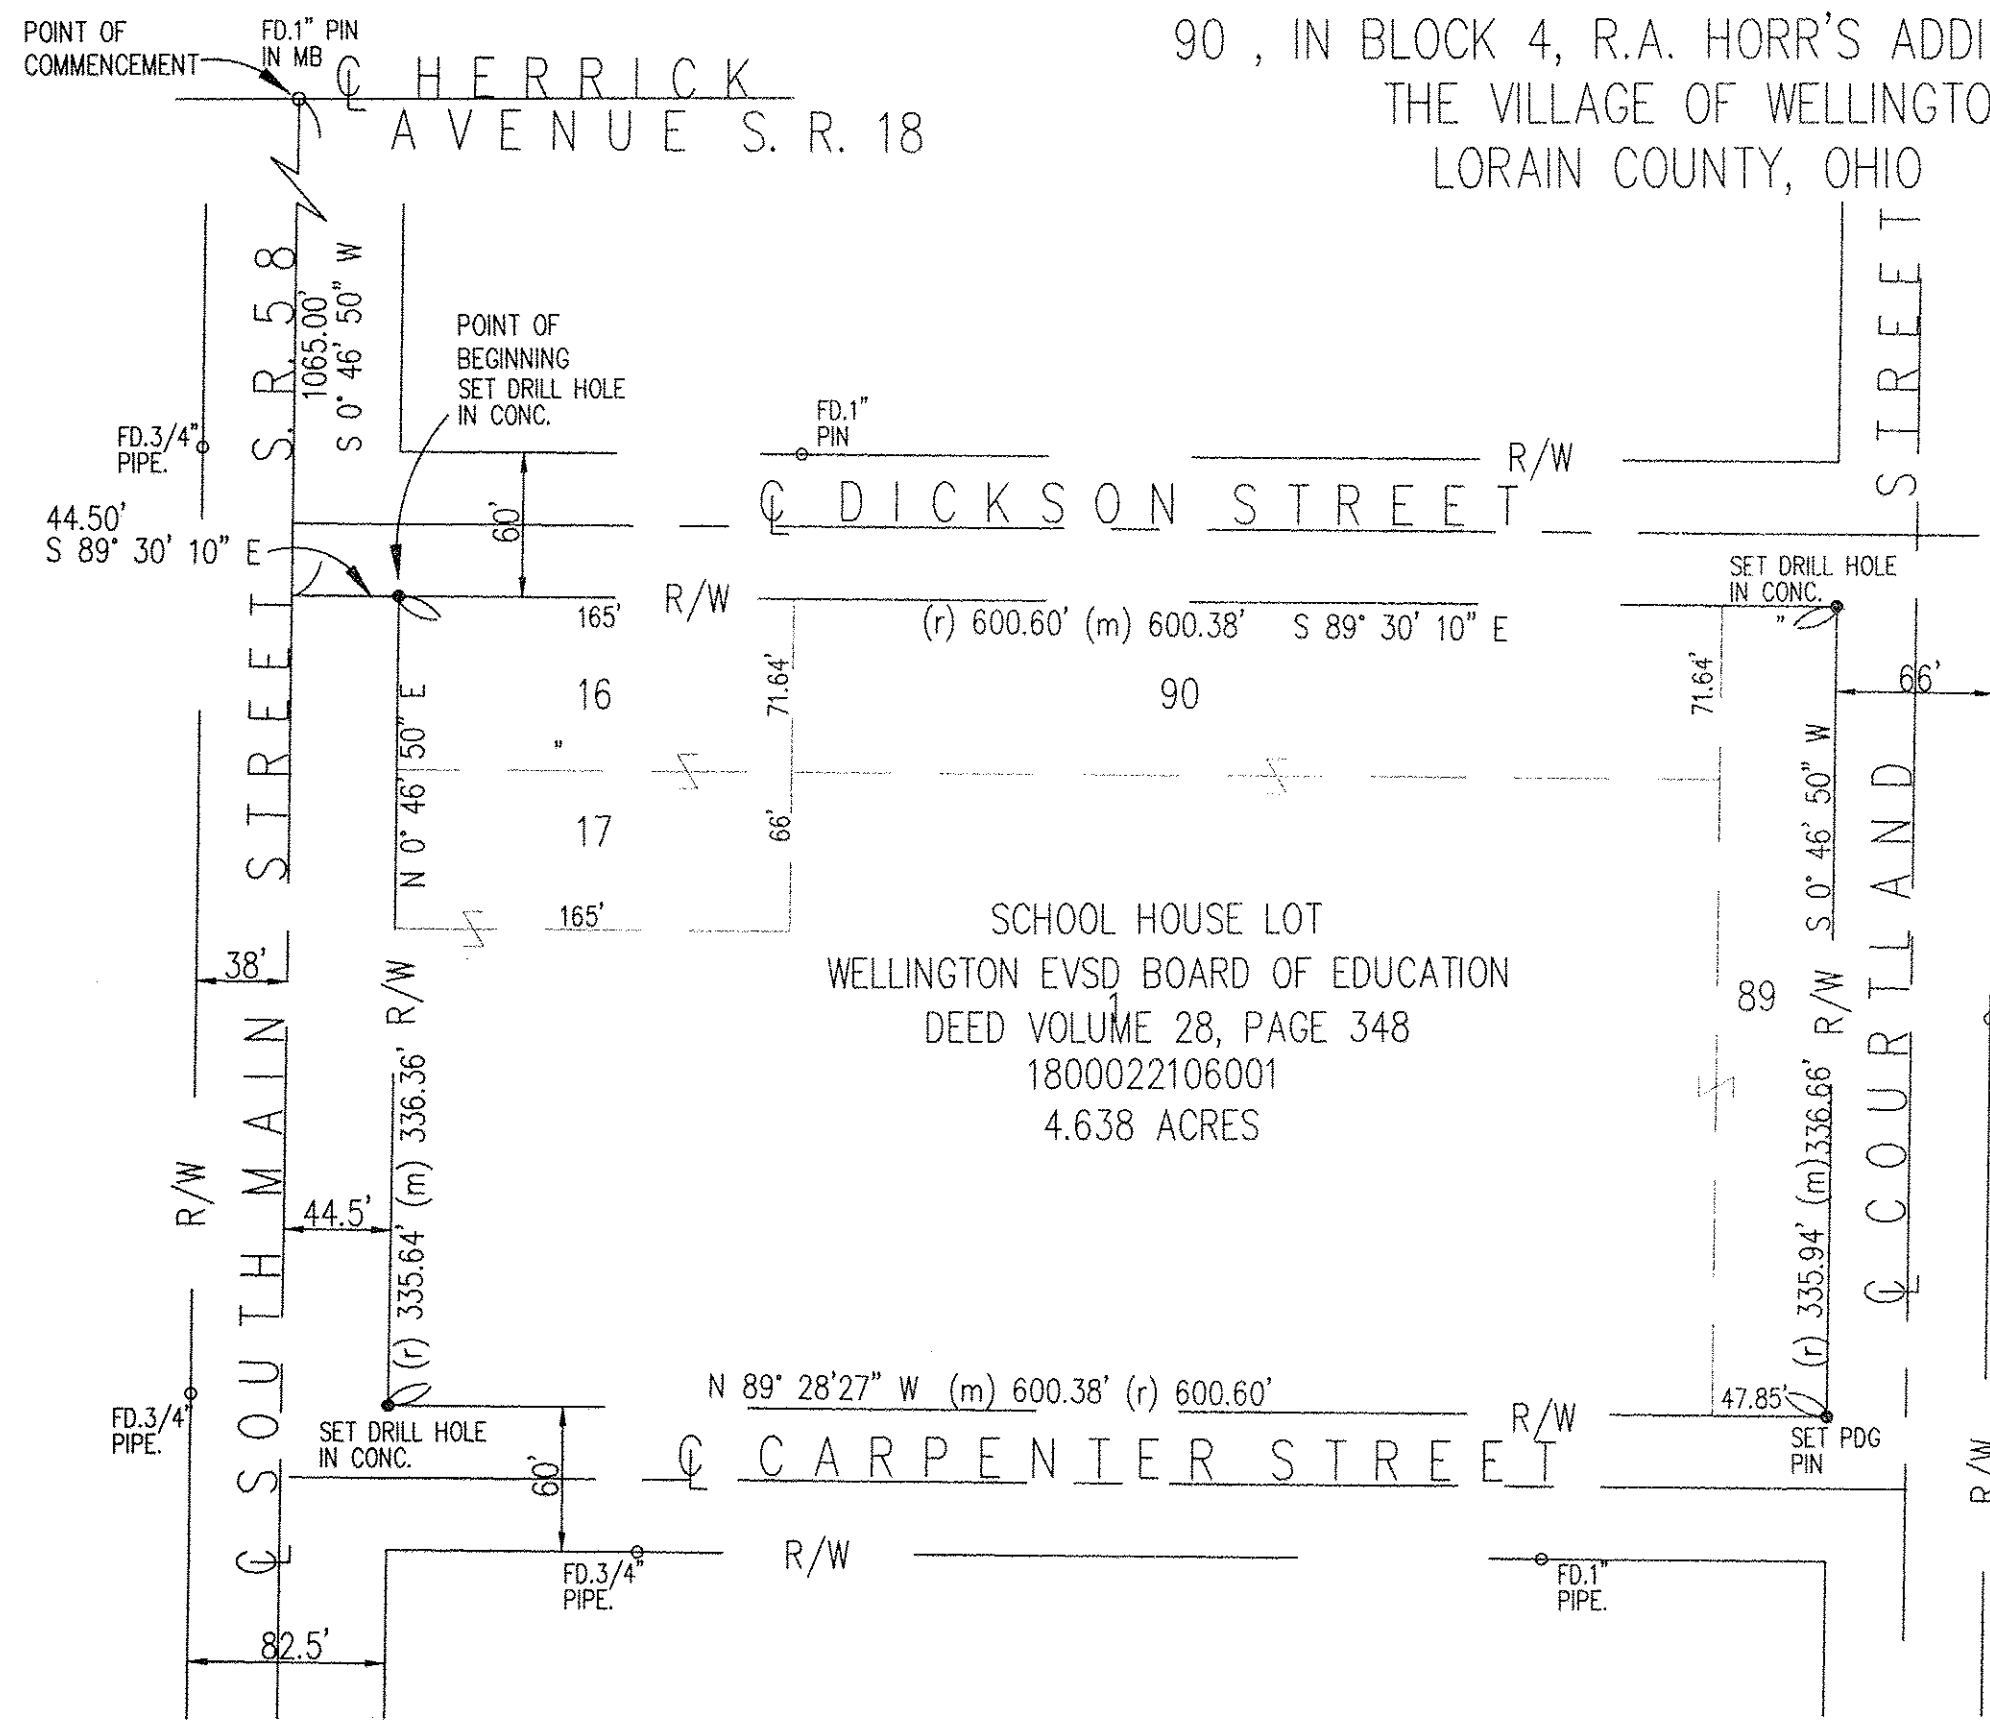 POINT OF
COMMENCEMENT
FD.1" PIN
IN MB
℄ HERRICK
AVENUE S. R. 18
90 , IN BLOCK 4, R.A. HORR'S ADDI
THE VILLAGE OF WELLINGTO
LORAIN COUNTY, OHIO
1065.00'
S 0° 46' 50" W
POINT OF
BEGINNING
SET DRILL HOLE
IN CONC.
FD.3/4"
PIPE.
FD.1"
PIN
R/W
60'
℄ DICKSON STREET
44.50'
S 89° 30' 10" E
SET DRILL HOLE
IN CONC.
"
165'
R/W
(r) 600.60' (m) 600.38' S 89° 30' 10" E
16
71.64'
90
71.64'
66'
N 0° 46' 50" E
"
17
66'
S 0° 46' 50" W
165'
SCHOOL HOUSE LOT
WELLINGTON EVSD BOARD OF EDUCATION
1
DEED VOLUME 28, PAGE 348
1800022106001
4.638 ACRES
38'
R/W
89
R/W
R/W
44.5'
(r) 335.64' (m) 336.36'
(r) 335.94' (m)336.66'
℄ SOUTH MAIN STREET S. R. 58
℄ COURTLAND STREET
N 89° 28'27" W (m) 600.38' (r) 600.60'
47.85'
FD.3/4"
PIPE.
SET DRILL HOLE
IN CONC.
R/W
SET PDG
PIN
60'
℄ CARPENTER STREET
R/W
R/W
FD.3/4"
PIPE.
FD.1"
PIPE.
82.5'